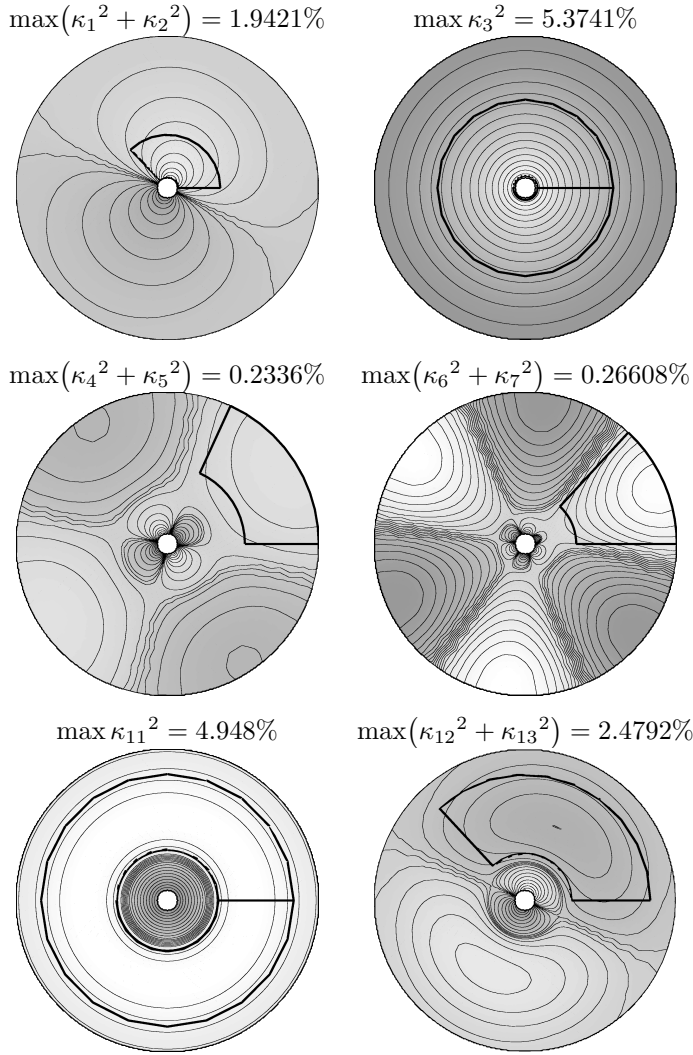 max(κ₁² + κ₂²) = 1.9421%
max κ₃² = 5.3741%
max(κ₄² + κ₅²) = 0.2336%
max(κ₆² + κ₇²) = 0.26608%
max κ₁₁² = 4.948%
max(κ₁₂² + κ₁₃²) = 2.4792%